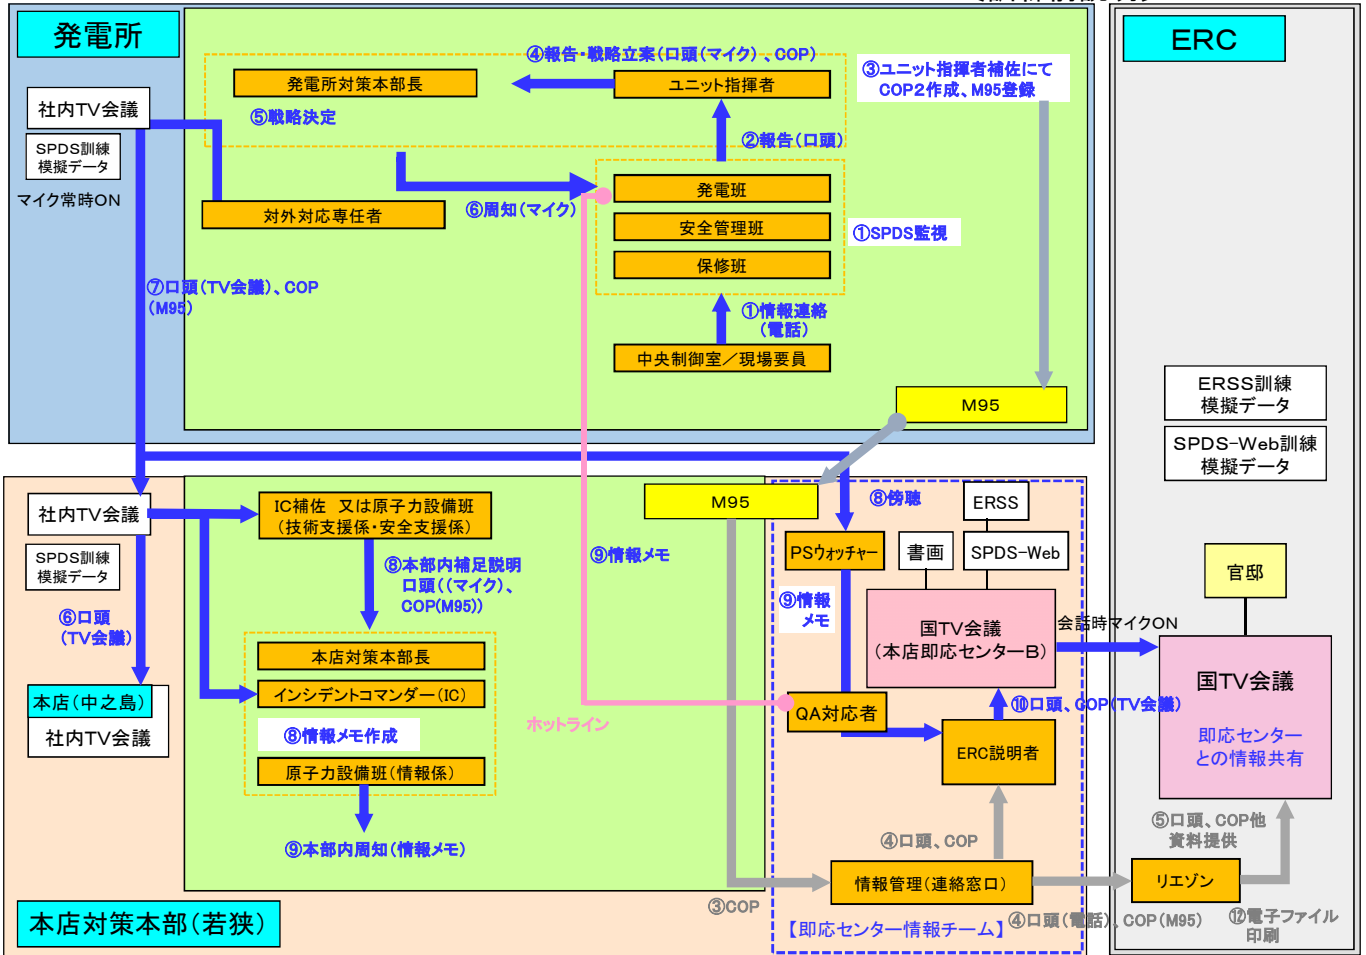 発電所
社内TV会議
SPDS訓練
模擬データ
マイク常時ON
④報告・戦略立案(口頭(マイク)、COP)
発電所対策本部長
ユニット指揮者
⑤戦略決定
③ユニット指揮者補佐にて
COP2作成、M95登録
②報告(口頭)
発電班
⑥周知(マイク)
対外対応専任者
安全管理班
①SPDS監視
保修班
⑦口頭(TV会議)、COP
(M95)
①情報連絡
(電話)
中央制御室／現場要員
M95
ERC
ERSS訓練
模擬データ
SPDS-Web訓練
模擬データ
官邸
国TV会議
即応センター
との情報共有
⑤口頭、COP他
資料提供
リエゾン
⑫電子ファイル
印刷
社内TV会議
SPDS訓練
模擬データ
⑥口頭
(TV会議)
本店(中之島)
社内TV会議
IC補佐 又は原子力設備班
(技術支援係・安全支援係)
⑧本部内補足説明
口頭((マイク)、
COP(M95))
本店対策本部長
インシデントコマンダー(IC)
⑧情報メモ作成
原子力設備班(情報係)
⑨本部内周知(情報メモ)
本店対策本部(若狭)
M95
⑨情報メモ
ホットライン
⑧傍聴
ERSS
PSウォッチャー
書画
SPDS-Web
⑨情報
メモ
国TV会議
(本店即応センターB)
会話時マイクON
QA対応者
⑩口頭、COP(TV会議)
ERC説明者
④口頭、COP
情報管理(連絡窓口)
③COP
【即応センター情報チーム】
④口頭(電話)、COP(M95)